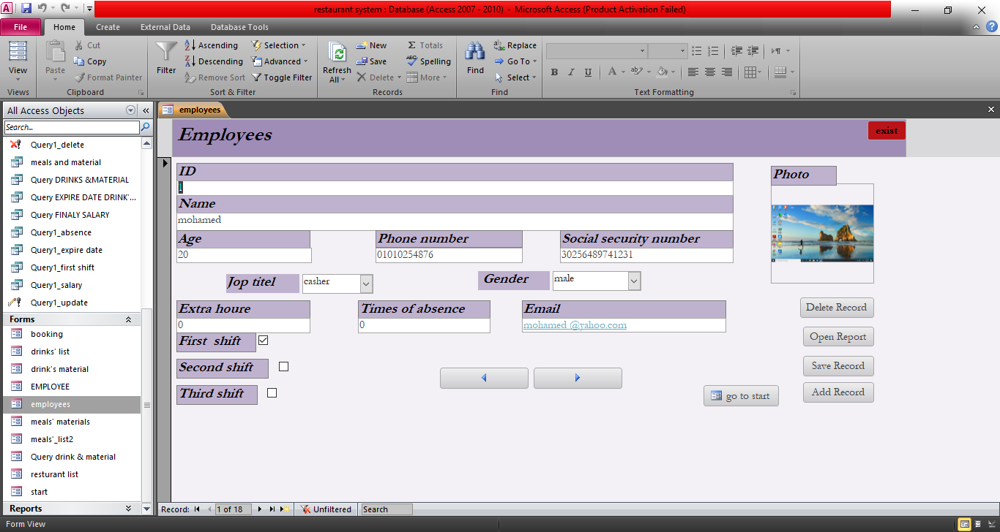 restaurant system : Database (Access 2007 - 2010) - Microsoft Access (Product Activation Failed)
File Home Create External Data Database Tools
View
Views
Paste
Cut
Copy
Format Painter
Clipboard
Filter
Ascending
Descending
Remove Sort
Selection
Advanced
Toggle Filter
Sort & Filter
Refresh All
New
Save
Delete
Totals
Spelling
More
Records
Find
Replace
Go To
Select
Find
B I U A
Text Formatting
All Access Objects
Search...
Query1_delete
meals and material
Query DRINKS &MATERIAL
Query EXPIRE DATE DRINK'...
Query FINALY SALARY
Query1_absence
Query1_expire date
Query1_first shift
Query1_salary
Query1_update
Forms
booking
drinks' list
drink's material
EMPLOYEE
employees
meals' materials
meals'_list2
Query drink & material
resturant list
start
Reports
employees
Employees
exist
ID
1
Name
mohamed
Age
20
Phone number
01010254876
Social security number
30256489741231
Photo
Jop titel casher
Gender male
Extra houre
0
Times of absence
0
Email
mohamed @yahoo.com
First shift
Second shift
Third shift
Delete Record
Open Report
Save Record
Add Record
go to start
Record: 1 of 18 Unfiltered Search
Form View